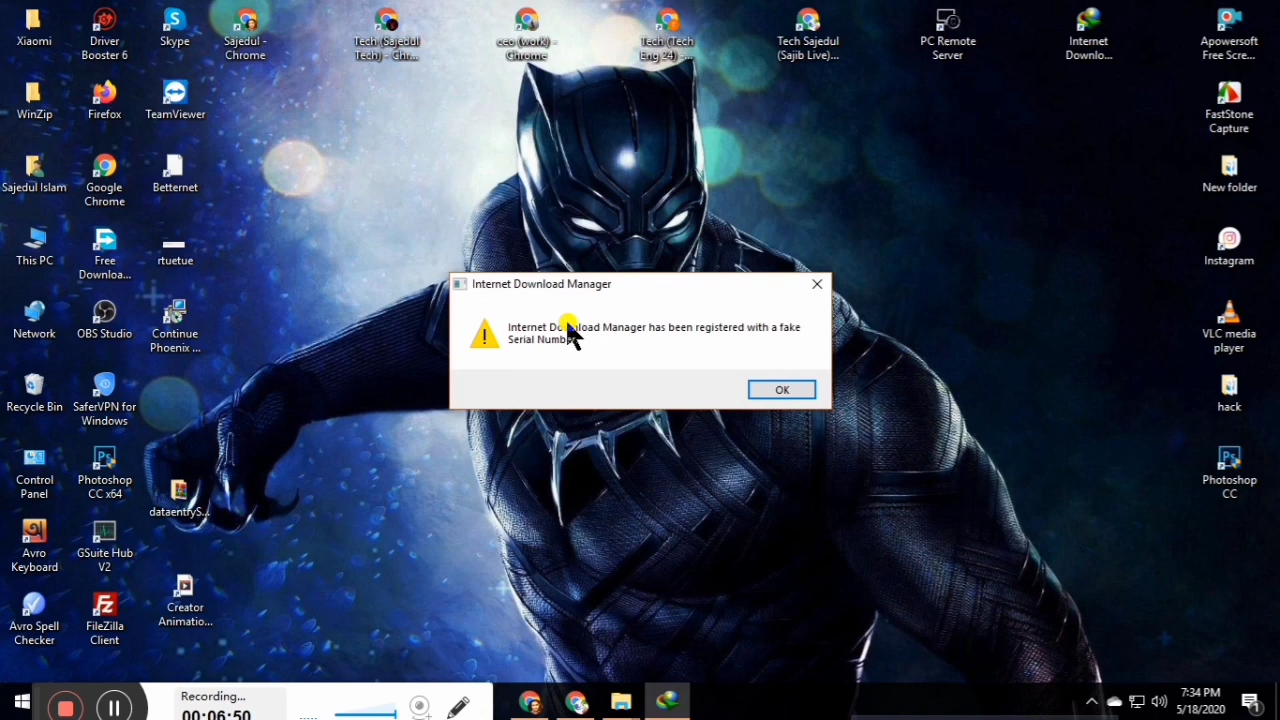 Xiaomi
Driver
Booster 6
Skype
Sajedul -
Chrome
Tech (Sajedul
Tech) - Chr...
ceo (work) -
Chrome
Tech (Tech
Eng 24) -...
Tech Sajedul
(Sajib Live)...
PC Remote
Server
Internet
Downlo...
Apowersoft
Free Scre...
WinZip
Firefox
TeamViewer
FastStone
Capture
Sajedul Islam
Google
Chrome
Betternet
New folder
This PC
Free
Downloa...
rtuetue
Instagram
Network
OBS Studio
Continue
Phoenix ...
VLC media
player
Recycle Bin
SaferVPN for
Windows
hack
Control
Panel
Photoshop
CC x64
dataentryS...
Photoshop
CC
Avro
Keyboard
GSuite Hub
V2
Creator
Animatio...
Avro Spell
Checker
FileZilla
Client
Internet Download Manager
Internet Download Manager has been registered with a fake
Serial Number
OK
Recording...
00:06:50
7:34 PM
5/18/2020
1